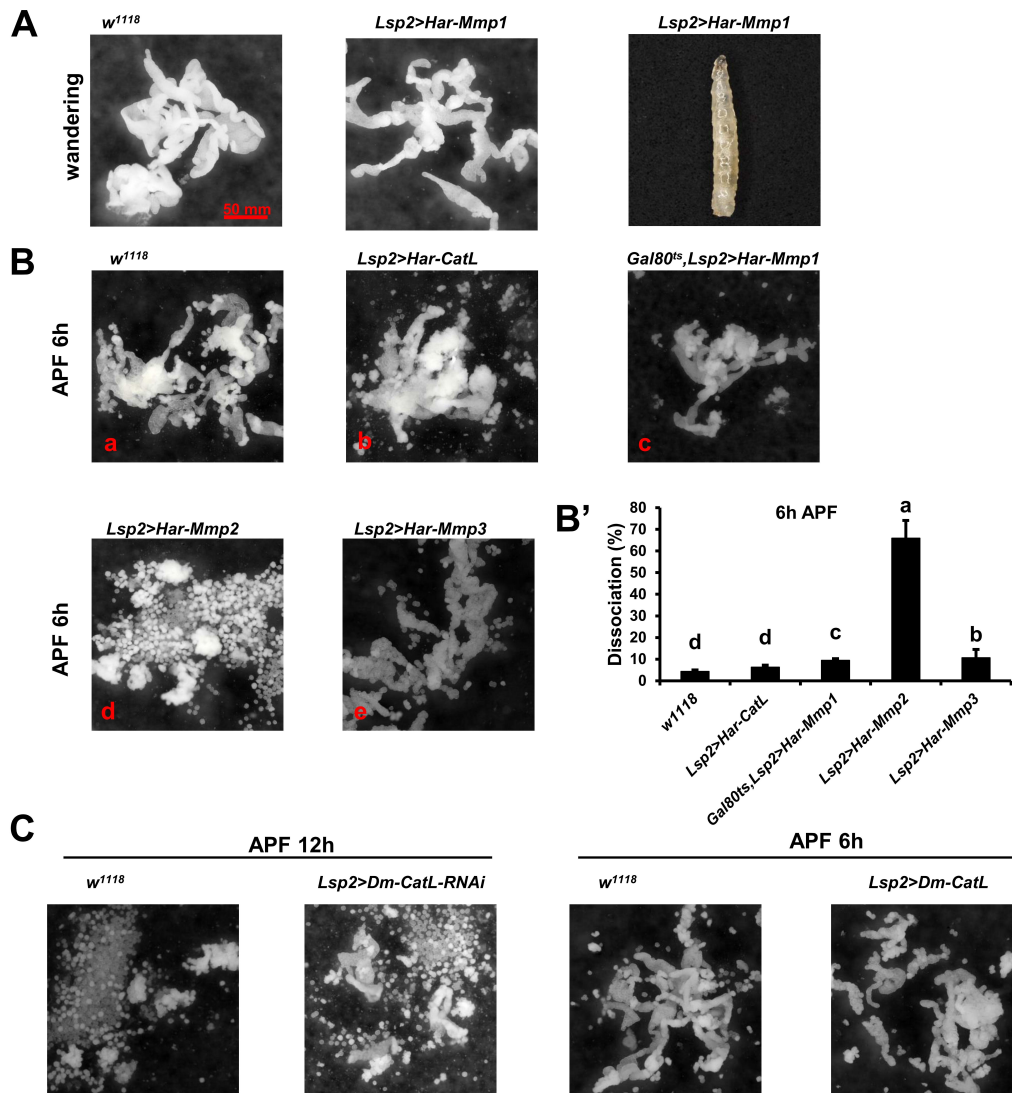 A
w1118
Lsp2>Har-Mmp1
Lsp2>Har-Mmp1
wandering
50 mm
B
w1118
Lsp2>Har-CatL
Gal80ts,Lsp2>Har-Mmp1
APF 6h
a
b
c
Lsp2>Har-Mmp2
Lsp2>Har-Mmp3
APF 6h
d
e
B’
6h APF
Dissociation (%)
80
70
60
50
40
30
20
10
0
d
d
c
a
b
w1118
Lsp2>Har-CatL
Gal80ts,Lsp2>Har-Mmp1
Lsp2>Har-Mmp2
Lsp2>Har-Mmp3
C
APF 12h
APF 6h
w1118
Lsp2>Dm-CatL-RNAi
w1118
Lsp2>Dm-CatL